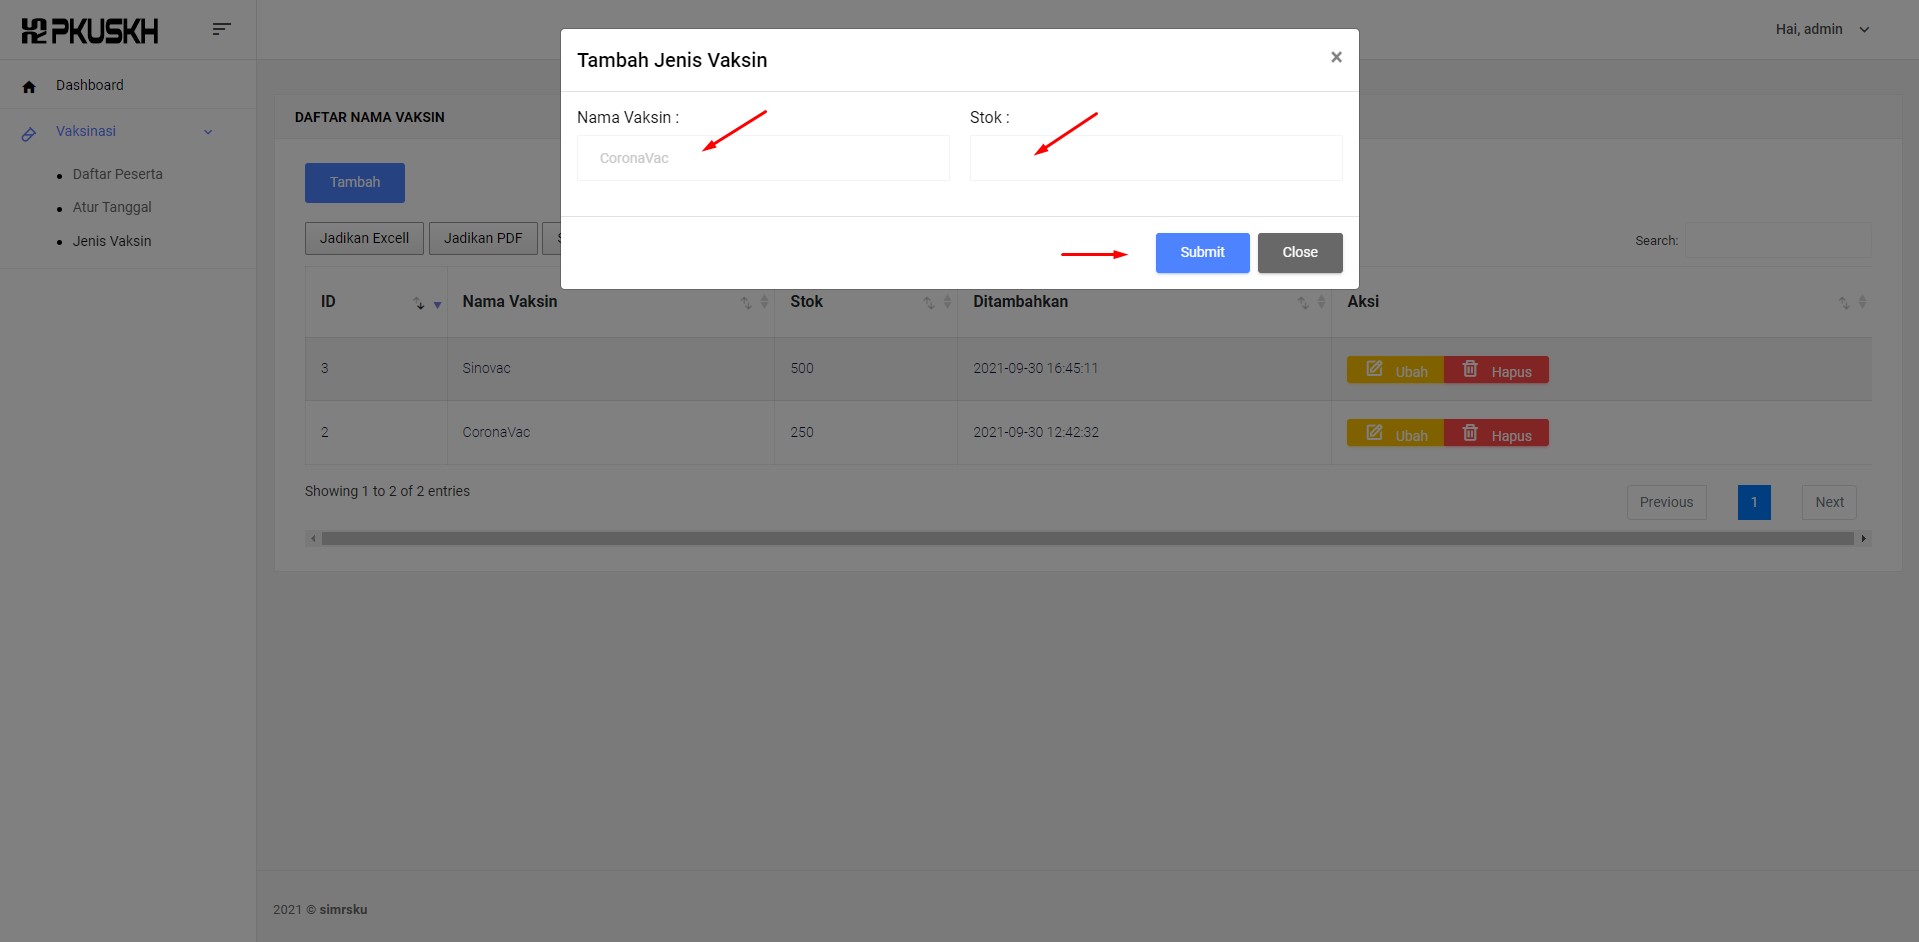 PKUSKH
Hai, admin
Dashboard
Vaksinasi
Daftar Peserta
Atur Tanggal
Jenis Vaksin
Tambah Jenis Vaksin
×
Nama Vaksin :
Stok :
CoronaVac
Submit
Close
DAFTAR NAMA VAKSIN
Tambah
Jadikan Excell
Jadikan PDF
Search:
ID
Nama Vaksin
Stok
Ditambahkan
Aksi
3
Sinovac
500
2021-09-30 16:45:11
Ubah
Hapus
2
CoronaVac
250
2021-09-30 12:42:32
Ubah
Hapus
Showing 1 to 2 of 2 entries
Previous
1
Next
2021 © simrsku